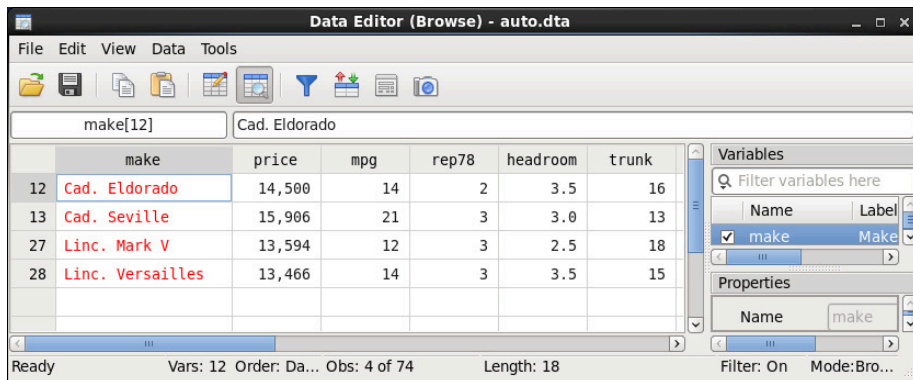 Data Editor (Browse) - auto.dta
File Edit View Data Tools
make[12] Cad. Eldorado
make price mpg rep78 headroom trunk
12 Cad. Eldorado 14,500 14 2 3.5 16
13 Cad. Seville 15,906 21 3 3.0 13
27 Linc. Mark V 13,594 12 3 2.5 18
28 Linc. Versailles 13,466 14 3 3.5 15
Variables
Filter variables here
Name Label
make Make
Properties
Name make
Ready Vars: 12 Order: Da... Obs: 4 of 74 Length: 18 Filter: On Mode:Bro...